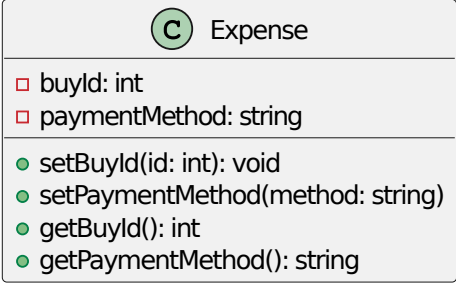 C Expense
buyId: int
paymentMethod: string
setBuyId(id: int): void
setPaymentMethod(method: string)
getBuyId(): int
getPaymentMethod(): string